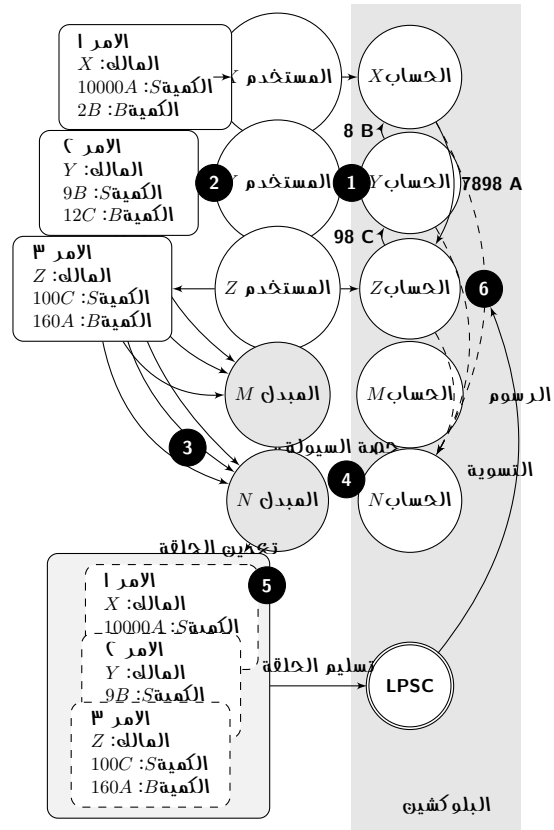 الامر ١
المالك: X
الكمية S: 10000A
الكمية B: 2B
المستخدم X
الحساب X
8 B
الامر ٢
المالك: Y
الكمية S: 9B
الكمية B: 12C
2
المستخدم Y
1
الحساب Y
7898 A
98 C
الامر ٣
المالك: Z
الكمية S: 100C
الكمية B: 160A
المستخدم Z
الحساب Z
6
المبدل M
الحساب M
الرسوم
3
حصة السيولة
4
التسوية
المبدل N
الحساب N
تعدين الحلقة
5
الامر ١
المالك: X
الكمية S: 10000A
الامر ٢
المالك: Y
الكمية S: 9B
الامر ٣
المالك: Z
الكمية S: 100C
الكمية B: 160A
تسليم الحلقة
LPSC
البلوكشين